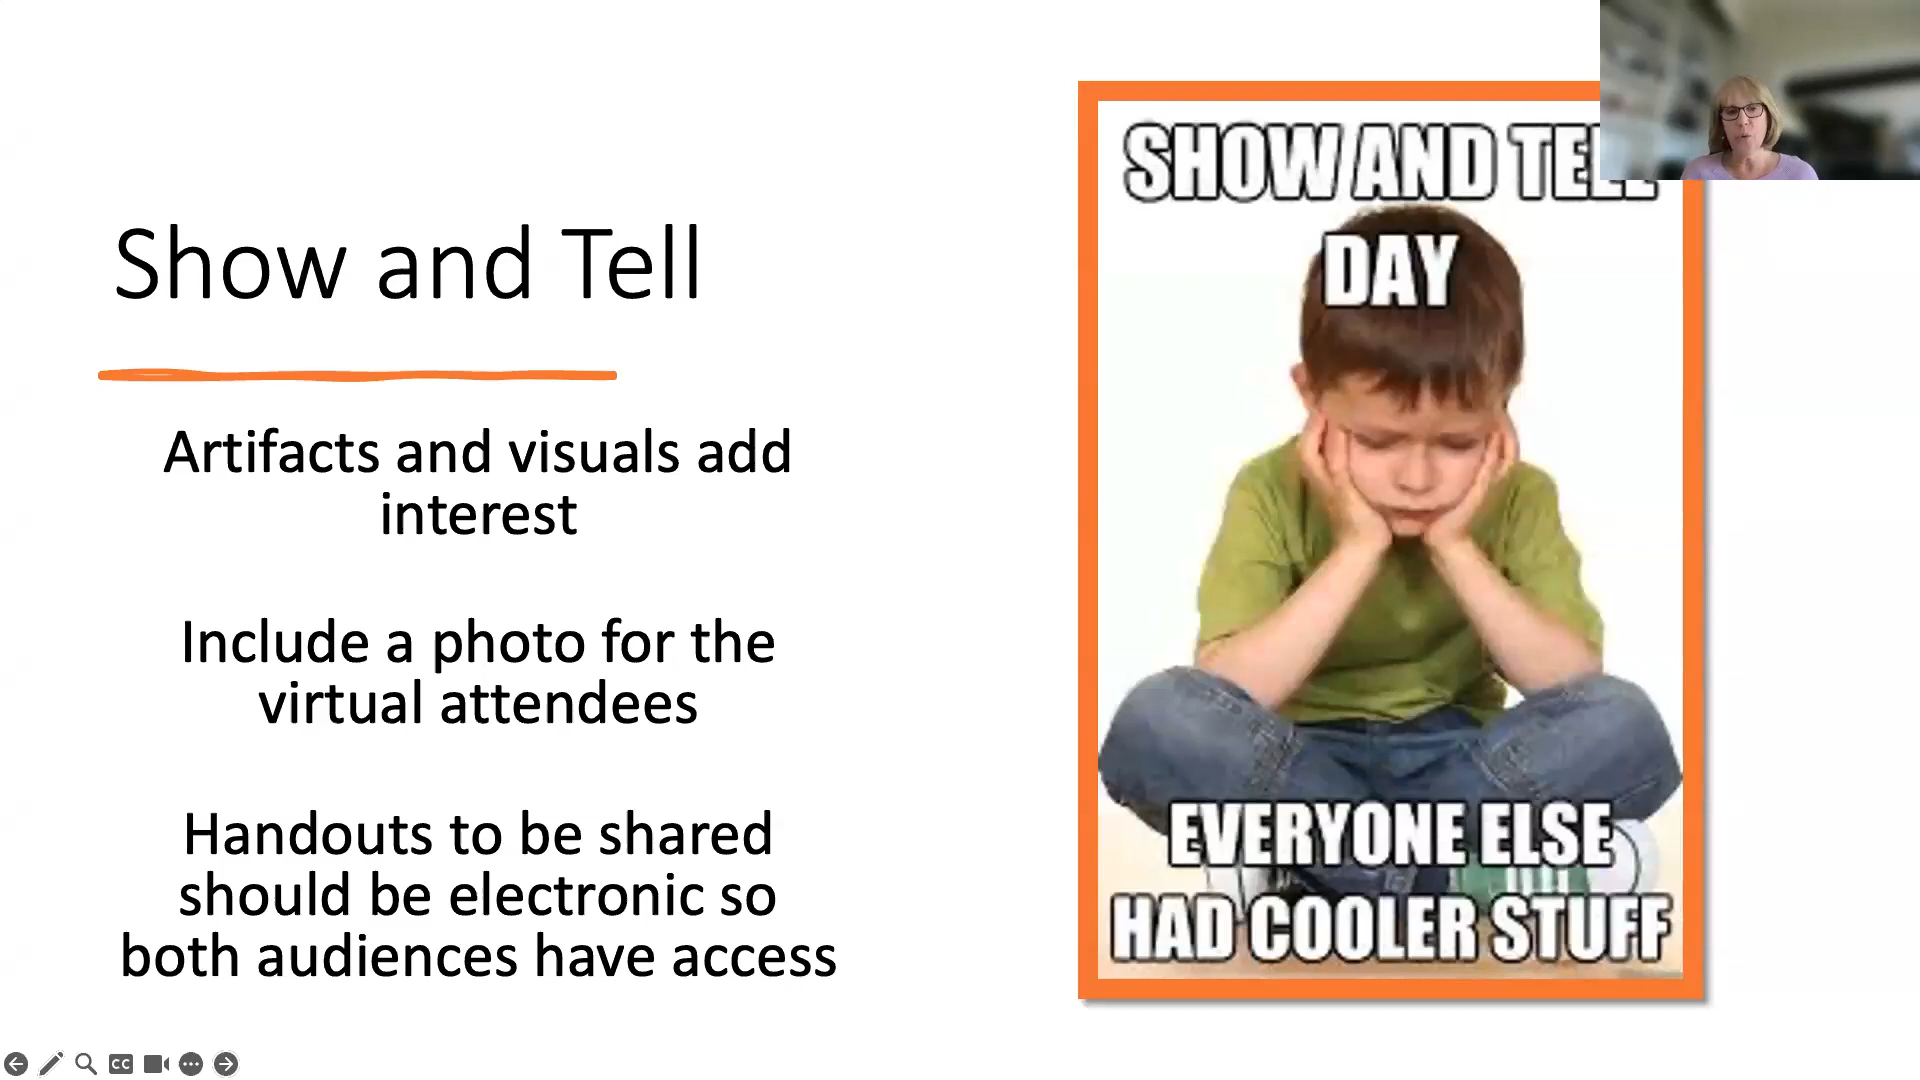 Show and Tell
Artifacts and visuals add
interest
Include a photo for the
virtual attendees
Handouts to be shared
should be electronic so
both audiences have access
SHOW AND TELL
DAY
EVERYONE ELSE
HAD COOLER STUFF
CC